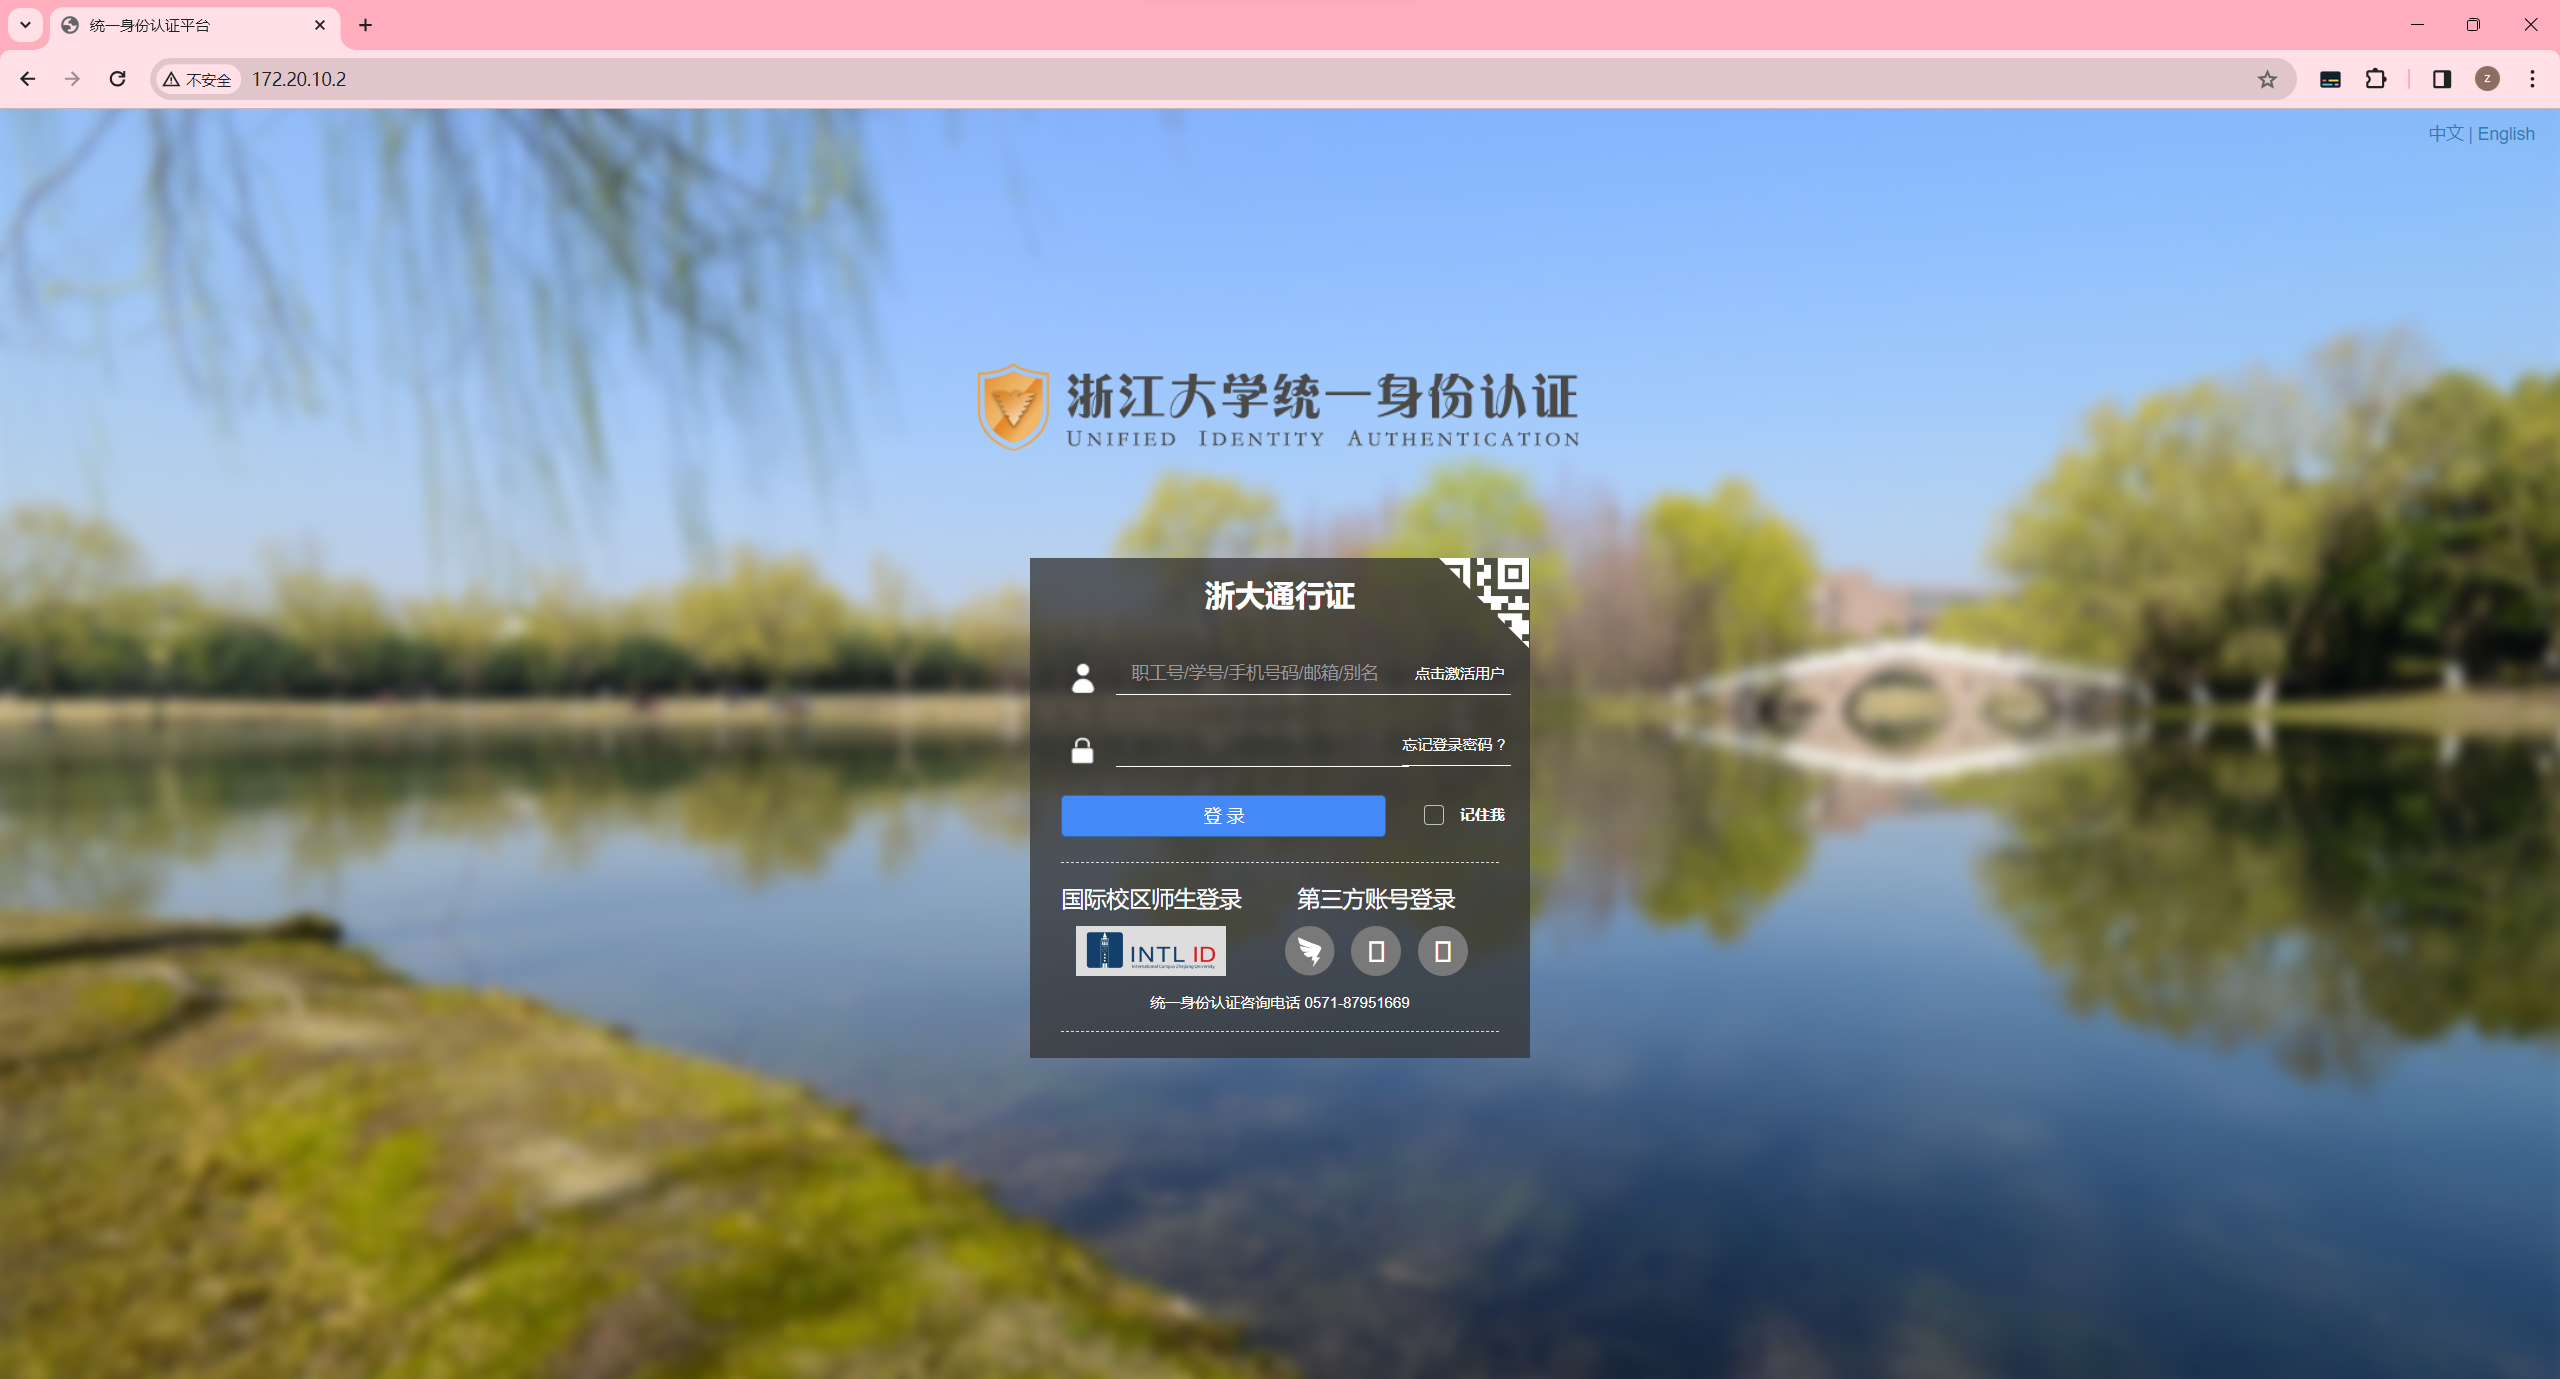 统一身份认证平台
不安全
172.20.10.2
Z
中文 | English
浙江大学统一身份认证
UNIFIED IDENTITY AUTHENTICATION
浙大通行证
职工号/学号/手机号码/邮箱/别名
点击激活用户
忘记登录密码 ?
登 录
记住我
国际校区师生登录
第三方账号登录
INTL ID
International Campus Zhejiang University
统一身份认证咨询电话 0571-87951669